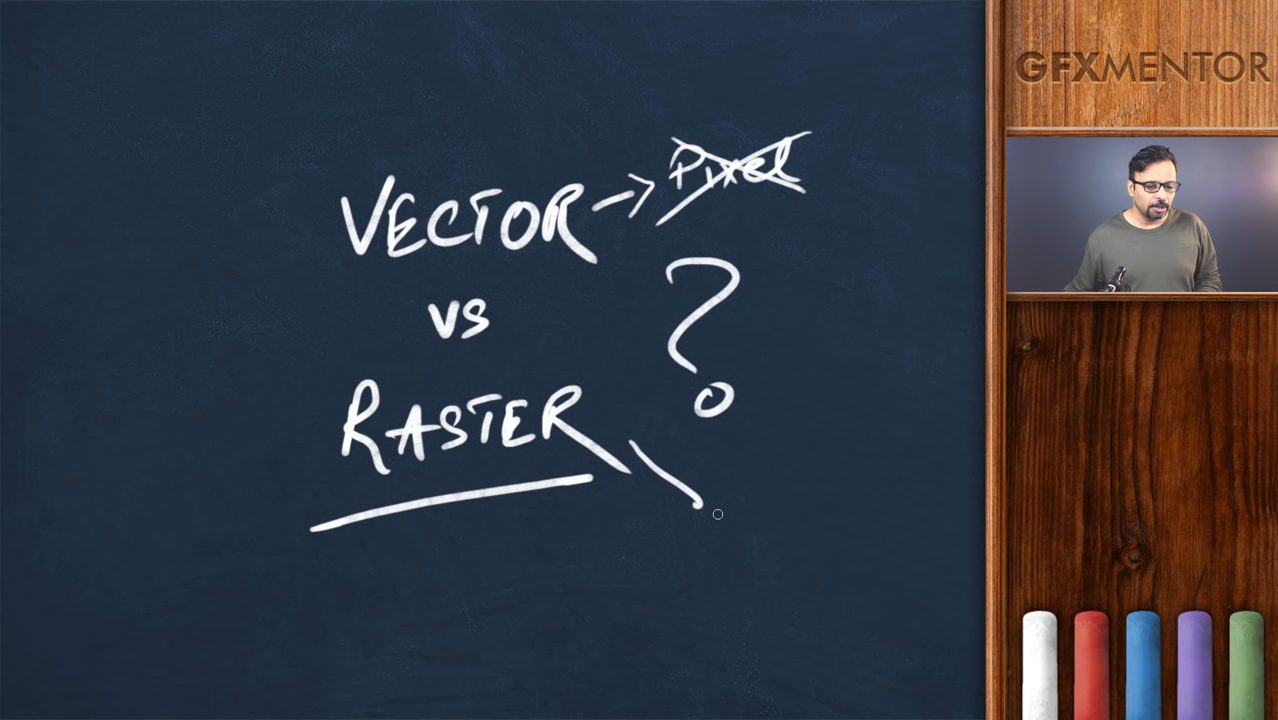 GFXMENTOR
VECTOR → Pixel
?
vs
RASTER